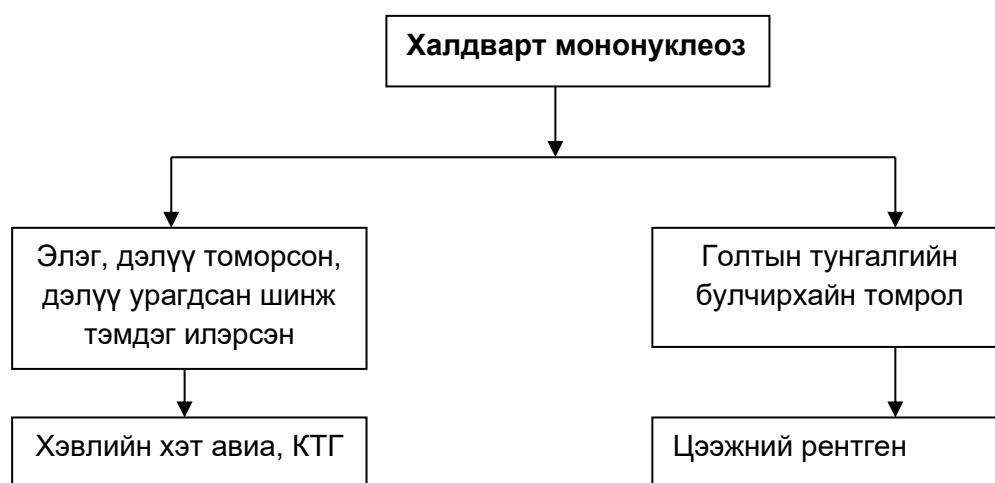 Халдварт мононуклеоз
Элэг, дэлүү томорсон,
дэлүү урагдсан шинж
тэмдэг илэрсэн
Голтын тунгалгийн
булчирхайн томрол
Хэвлийн хэт авиа, КТГ
Цээжний рентген